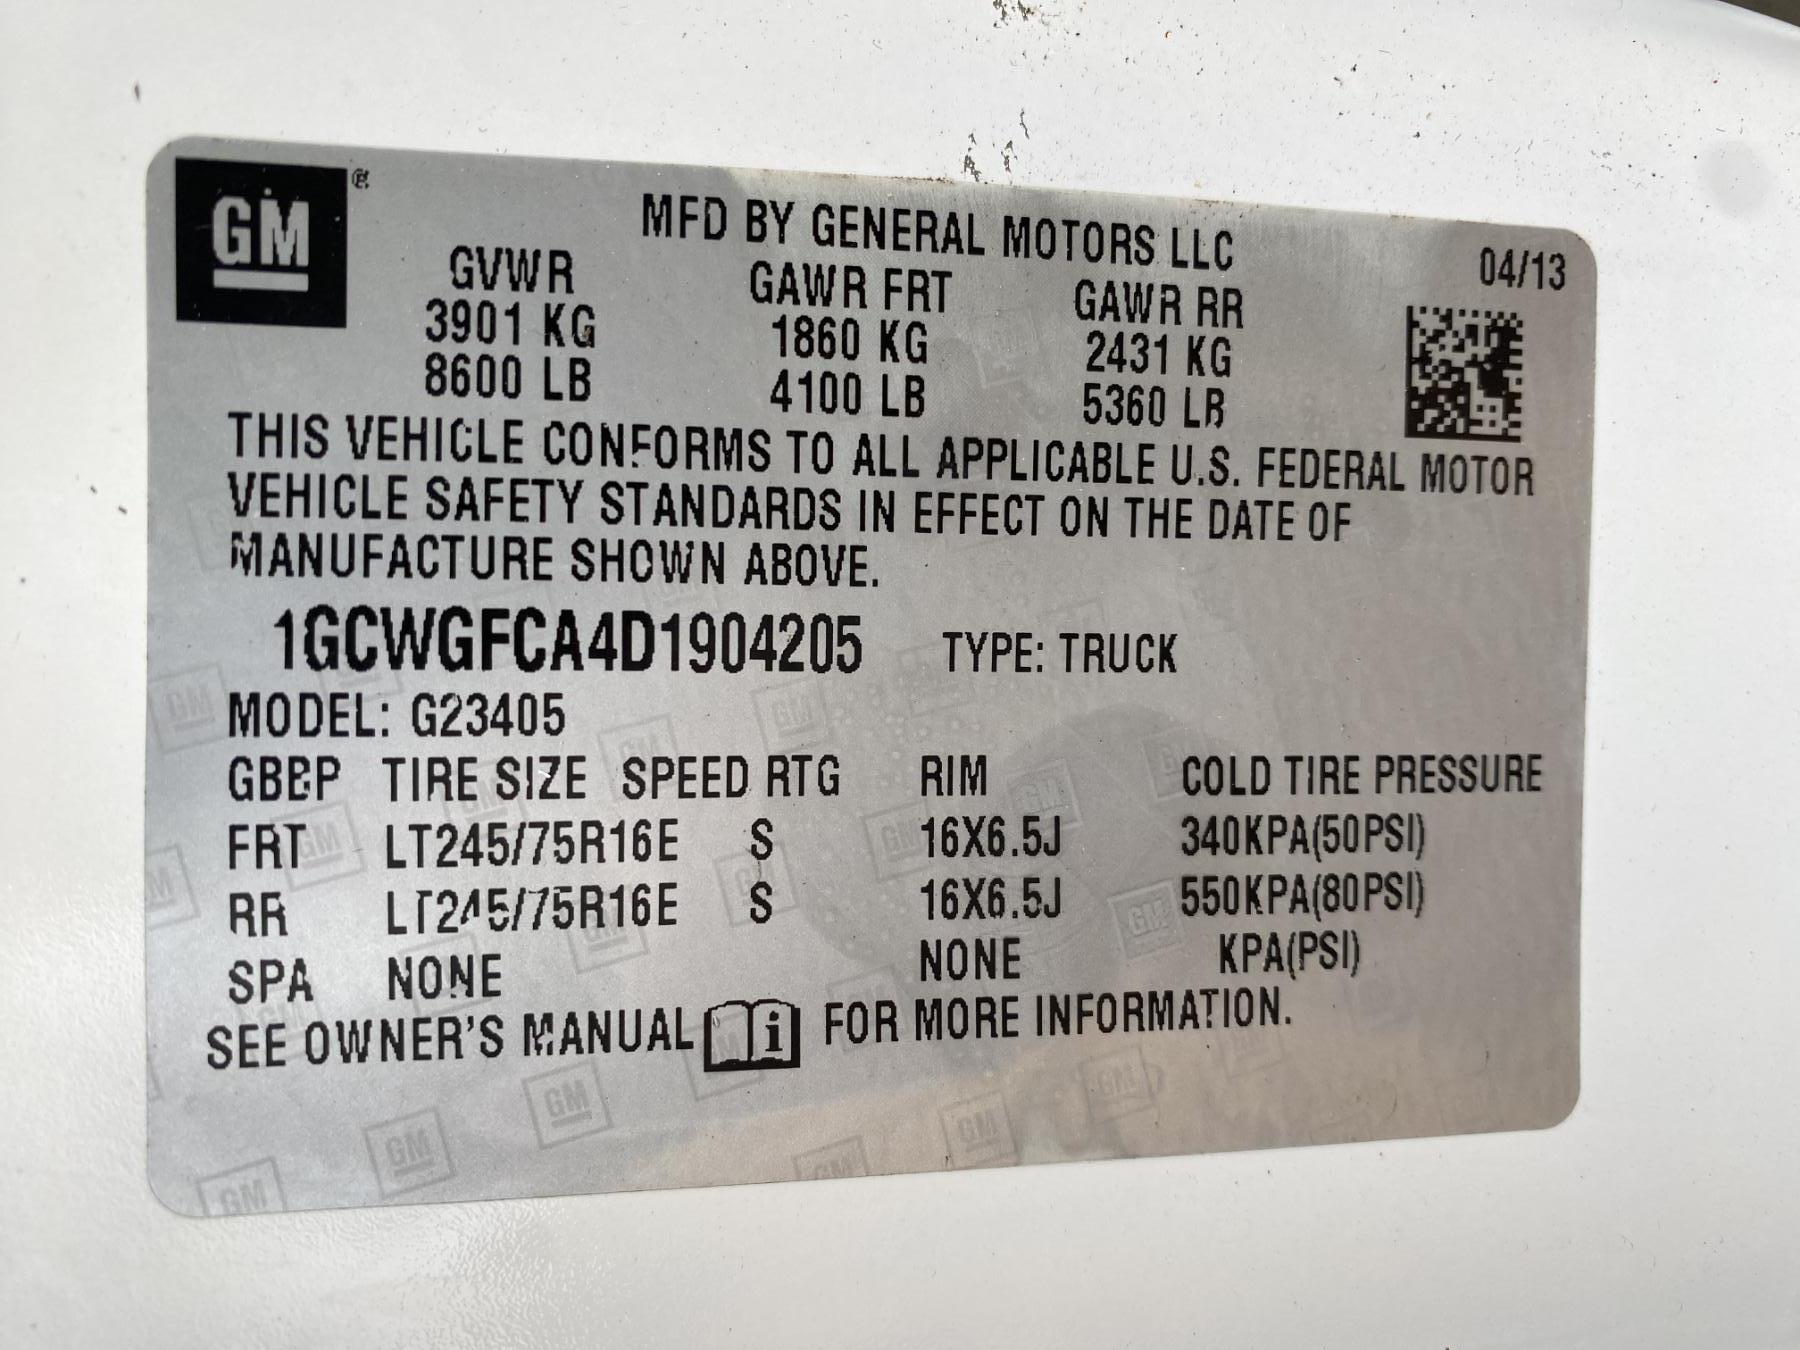 GM ®
MFD BY GENERAL MOTORS LLC
04/13
GVWR GAWR FRT GAWR RR
3901 KG 1860 KG 2431 KG
8600 LB 4100 LB 5360 LB
THIS VEHICLE CONFORMS TO ALL APPLICABLE U.S. FEDERAL MOTOR
VEHICLE SAFETY STANDARDS IN EFFECT ON THE DATE OF
MANUFACTURE SHOWN ABOVE.
1GCWGFCA4D1904205 TYPE: TRUCK
MODEL: G23405
GBBP TIRE SIZE SPEED RTG RIM COLD TIRE PRESSURE
FRT LT245/75R16E S 16X6.5J 340KPA(50PSI)
RR LT245/75R16E S 16X6.5J 550KPA(80PSI)
SPA NONE NONE KPA(PSI)
SEE OWNER'S MANUAL i FOR MORE INFORMATION.